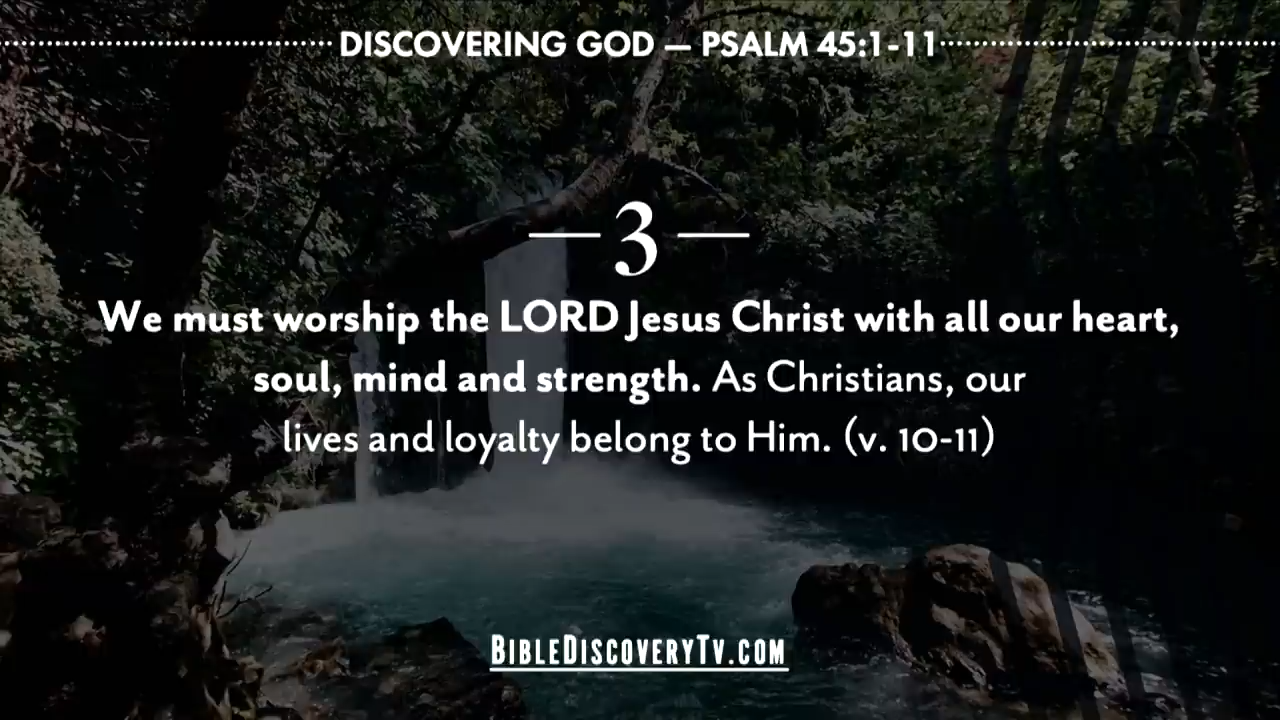 DISCOVERING GOD — PSALM 45:1-11
— 3 —
We must worship the LORD Jesus Christ with all our heart,
soul, mind and strength. As Christians, our
lives and loyalty belong to Him. (v. 10-11)
BIBLEDISCOVERYTV.COM